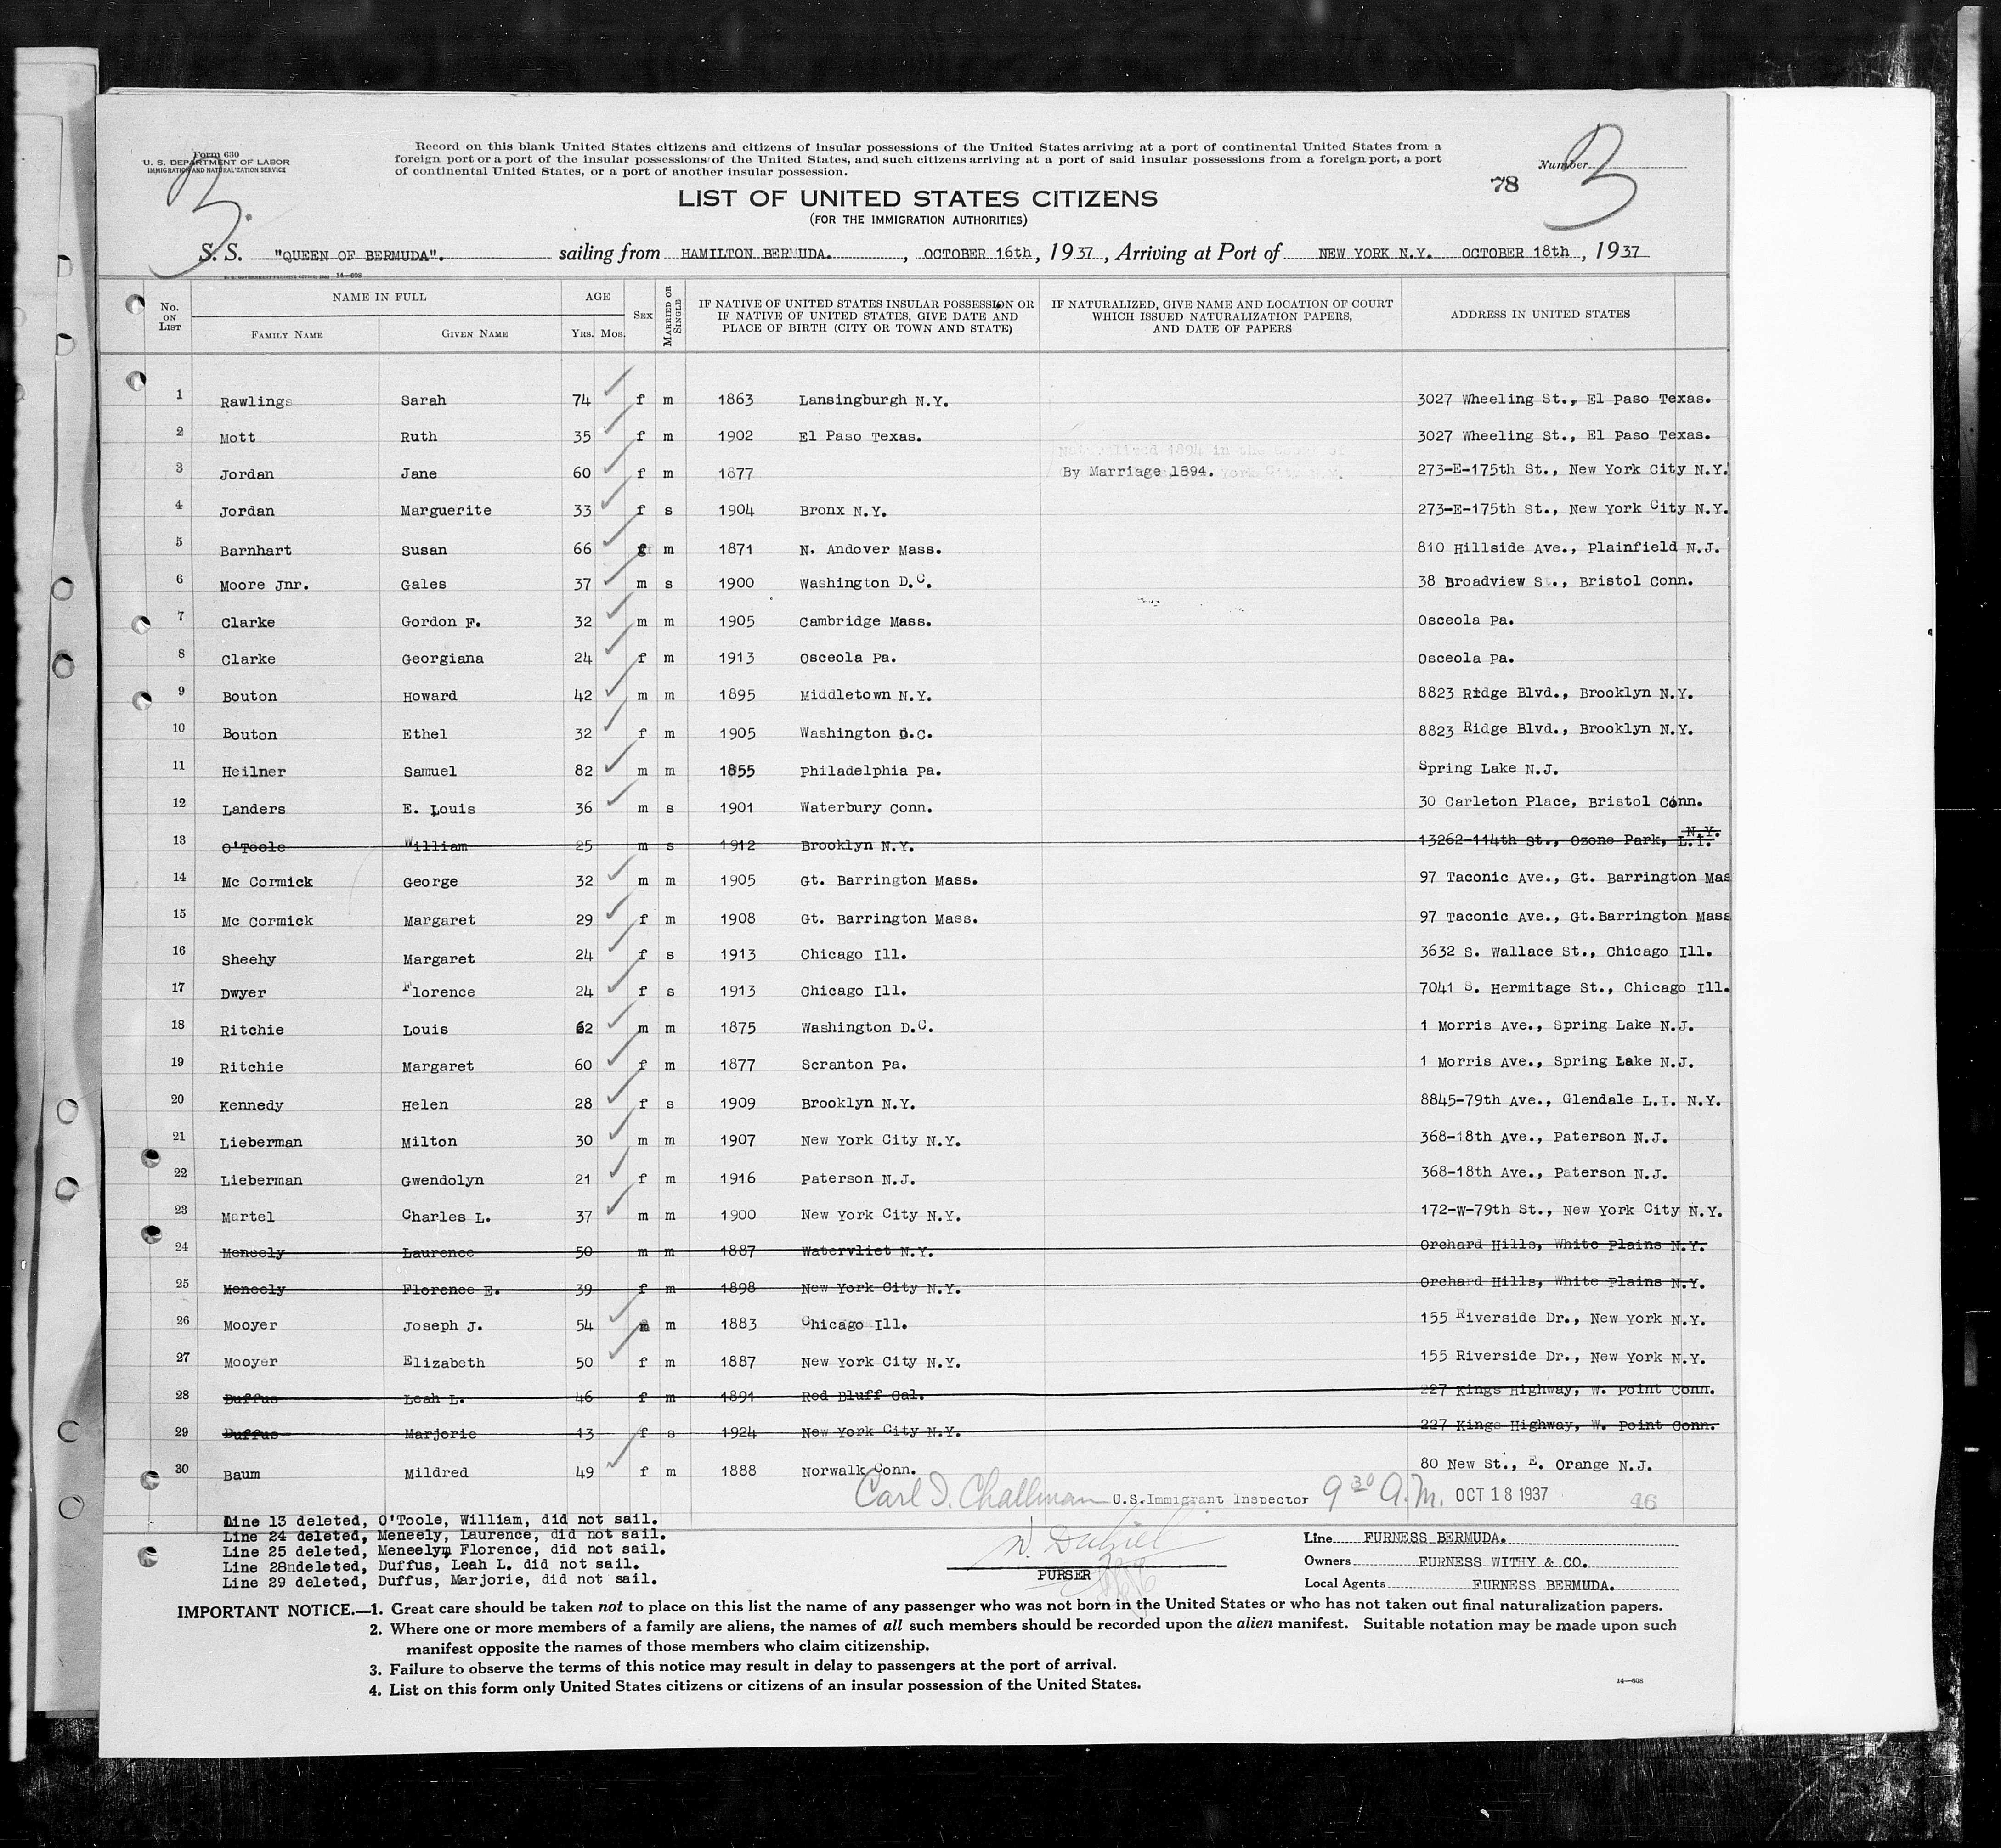 Form 630
U. S. DEPARTMENT OF LABOR
IMMIGRATION AND NATURALIZATION SERVICE
3.
Record on this blank United States citizens and citizens of insular possessions of the United States arriving at a port of continental United States from a
foreign port or a port of the insular possessions of the United States, and such citizens arriving at a port of said insular possessions from a foreign port, a port
of continental United States, or a port of another insular possession.
Number 3
78
LIST OF UNITED STATES CITIZENS
(FOR THE IMMIGRATION AUTHORITIES)
S. S. "QUEEN OF BERMUDA". sailing from HAMILTON BERMUDA. , OCTOBER 16th , 1937 , Arriving at Port of NEW YORK N.Y. OCTOBER 18th , 1937
14—608
No. ON LIST NAME IN FULL AGE SEX MARRIED OR SINGLE IF NATIVE OF UNITED STATES INSULAR POSSESSION OR IF NATIVE OF UNITED STATES, GIVE DATE AND PLACE OF BIRTH (CITY OR TOWN AND STATE) IF NATURALIZED, GIVE NAME AND LOCATION OF COURT WHICH ISSUED NATURALIZATION PAPERS, AND DATE OF PAPERS ADDRESS IN UNITED STATES
FAMILY NAME GIVEN NAME YRS. MOS.
1 Rawlings Sarah 74 f m 1863 Lansingburgh N.Y. 3027 Wheeling St., El Paso Texas.
2 Mott Ruth 35 f m 1902 El Paso Texas. 3027 Wheeling St., El Paso Texas.
3 Jordan Jane 60 f m 1877 By Marriage 1894. 273-E-175th St., New York City N.Y.
4 Jordan Marguerite 33 f s 1904 Bronx N.Y. 273-E-175th St., New York City N.Y.
5 Barnhart Susan 66 f m 1871 N. Andover Mass. 810 Hillside Ave., Plainfield N.J.
6 Moore Jnr. Gales 37 m s 1900 Washington D.C. 38 Broadview St., Bristol Conn.
7 Clarke Gordon F. 32 m m 1905 Cambridge Mass. Osceola Pa.
8 Clarke Georgiana 24 f m 1913 Osceola Pa. Osceola Pa.
9 Bouton Howard 42 m m 1895 Middletown N.Y. 8823 Ridge Blvd., Brooklyn N.Y.
10 Bouton Ethel 32 f m 1905 Washington D.C. 8823 Ridge Blvd., Brooklyn N.Y.
11 Heilner Samuel 82 m m 1855 Philadelphia Pa. Spring Lake N.J.
12 Landers E. Louis 36 m s 1901 Waterbury Conn. 30 Carleton Place, Bristol Conn.
13 O'Toole William 25 m s 1912 Brooklyn N.Y. 13262-114th St., Ozone Park, L.I. N.Y.
14 Mc Cormick George 32 m m 1905 Gt. Barrington Mass. 97 Taconic Ave., Gt. Barrington Mas
15 Mc Cormick Margaret 29 f m 1908 Gt. Barrington Mass. 97 Taconic Ave., Gt.Barrington Mass
16 Sheehy Margaret 24 f s 1913 Chicago Ill. 3632 S. Wallace St., Chicago Ill.
17 Dwyer Florence 24 f s 1913 Chicago Ill. 7041 S. Hermitage St., Chicago Ill.
18 Ritchie Louis 62 m m 1875 Washington D.C. 1 Morris Ave., Spring Lake N.J.
19 Ritchie Margaret 60 f m 1877 Scranton Pa. 1 Morris Ave., Spring Lake N.J.
20 Kennedy Helen 28 f s 1909 Brooklyn N.Y. 8845-79th Ave., Glendale L.I. N.Y.
21 Lieberman Milton 30 m m 1907 New York City N.Y. 368-18th Ave., Paterson N.J.
22 Lieberman Gwendolyn 21 f m 1916 Paterson N.J. 368-18th Ave., Paterson N.J.
23 Martel Charles L. 37 m m 1900 New York City N.Y. 172-W-79th St., New York City N.Y.
24 Meneely Laurence 50 m m 1887 Watervliet N.Y. Orchard Hills, White Plains N.Y.
25 Meneely Florence E. 39 f m 1898 New York City N.Y. Orchard Hills, White Plains N.Y.
26 Mooyer Joseph J. 54 m m 1883 Chicago Ill. 155 Riverside Dr., New York N.Y.
27 Mooyer Elizabeth 50 f m 1887 New York City N.Y. 155 Riverside Dr., New York N.Y.
28 Duffus Leah L. 46 f m 1891 Red Bluff Cal. 227 Kings Highway, W. Point Conn.
29 Duffus Marjorie 13 f s 1924 New York City N.Y. 227 Kings Highway, W. Point Conn.
30 Baum Mildred 49 f m 1888 Norwalk Conn. 80 New St., E. Orange N.J.
Carl D. Challman U.S. Immigrant Inspector 9 30 A.M. OCT 18 1937 46
Line 13 deleted, O'Toole, William, did not sail.
Line 24 deleted, Meneely, Laurence, did not sail.
Line 25 deleted, Meneelym Florence, did not sail.
Line 28ndeleted, Duffus, Leah L. did not sail.
Line 29 deleted, Duffus, Marjorie, did not sail.
W. Daniel
PURSER
Line FURNESS BERMUDA.
Owners FURNESS WITHY & CO.
Local Agents FURNESS BERMUDA.
IMPORTANT NOTICE.—1. Great care should be taken not to place on this list the name of any passenger who was not born in the United States or who has not taken out final naturalization papers.
2. Where one or more members of a family are aliens, the names of all such members should be recorded upon the alien manifest. Suitable notation may be made upon such
manifest opposite the names of those members who claim citizenship.
3. Failure to observe the terms of this notice may result in delay to passengers at the port of arrival.
4. List on this form only United States citizens or citizens of an insular possession of the United States.
14—608